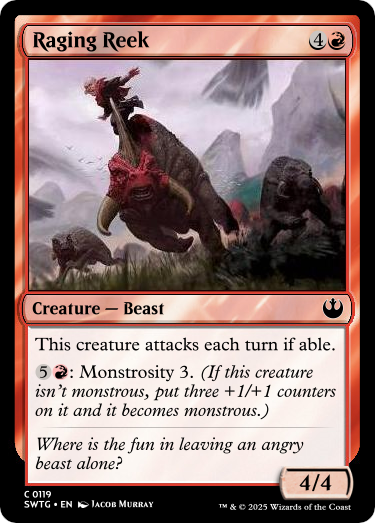 Raging Reek 4
Creature — Beast
This creature attacks each turn if able.
5 : Monstrosity 3. (If this creature
isn't monstrous, put three +1/+1 counters
on it and it becomes monstrous.)
Where is the fun in leaving an angry
beast alone?
4/4
C 0119
SWTG • EN Jacob Murray
™ & © 2025 Wizards of the Coast